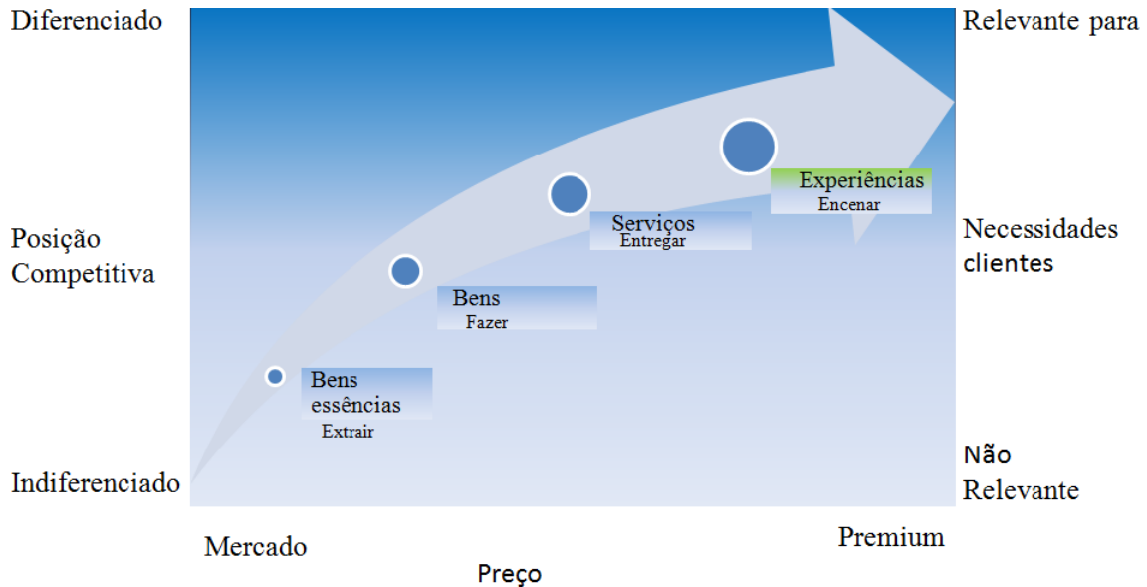 Diferenciado
Relevante para
Experiências
Encenar
Serviços
Entregar
Posição
Competitiva
Necessidades
clientes
Bens
Fazer
Bens
essências
Extrair
Indiferenciado
Não
Relevante
Mercado
Premium
Preço